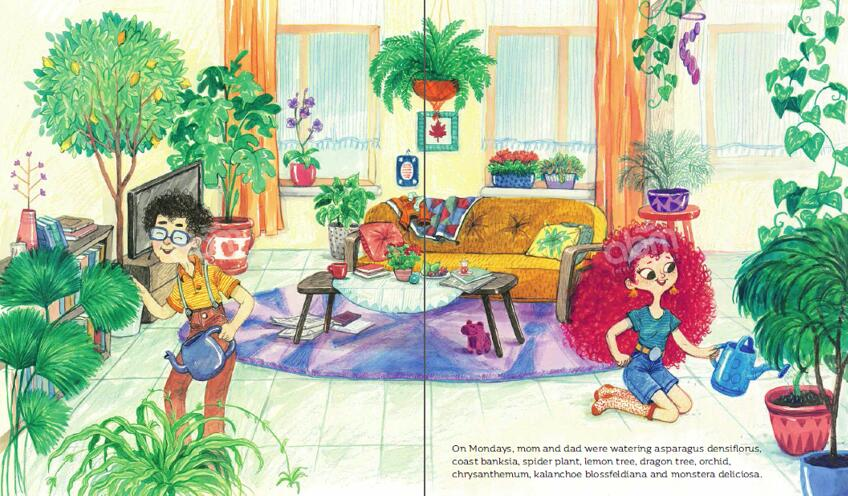 On Mondays, mom and dad were watering asparagus densiflorus,
coast banksia, spider plant, lemon tree, dragon tree, orchid,
chrysanthemum, kalanchoe blossfeldiana and monstera deliciosa.